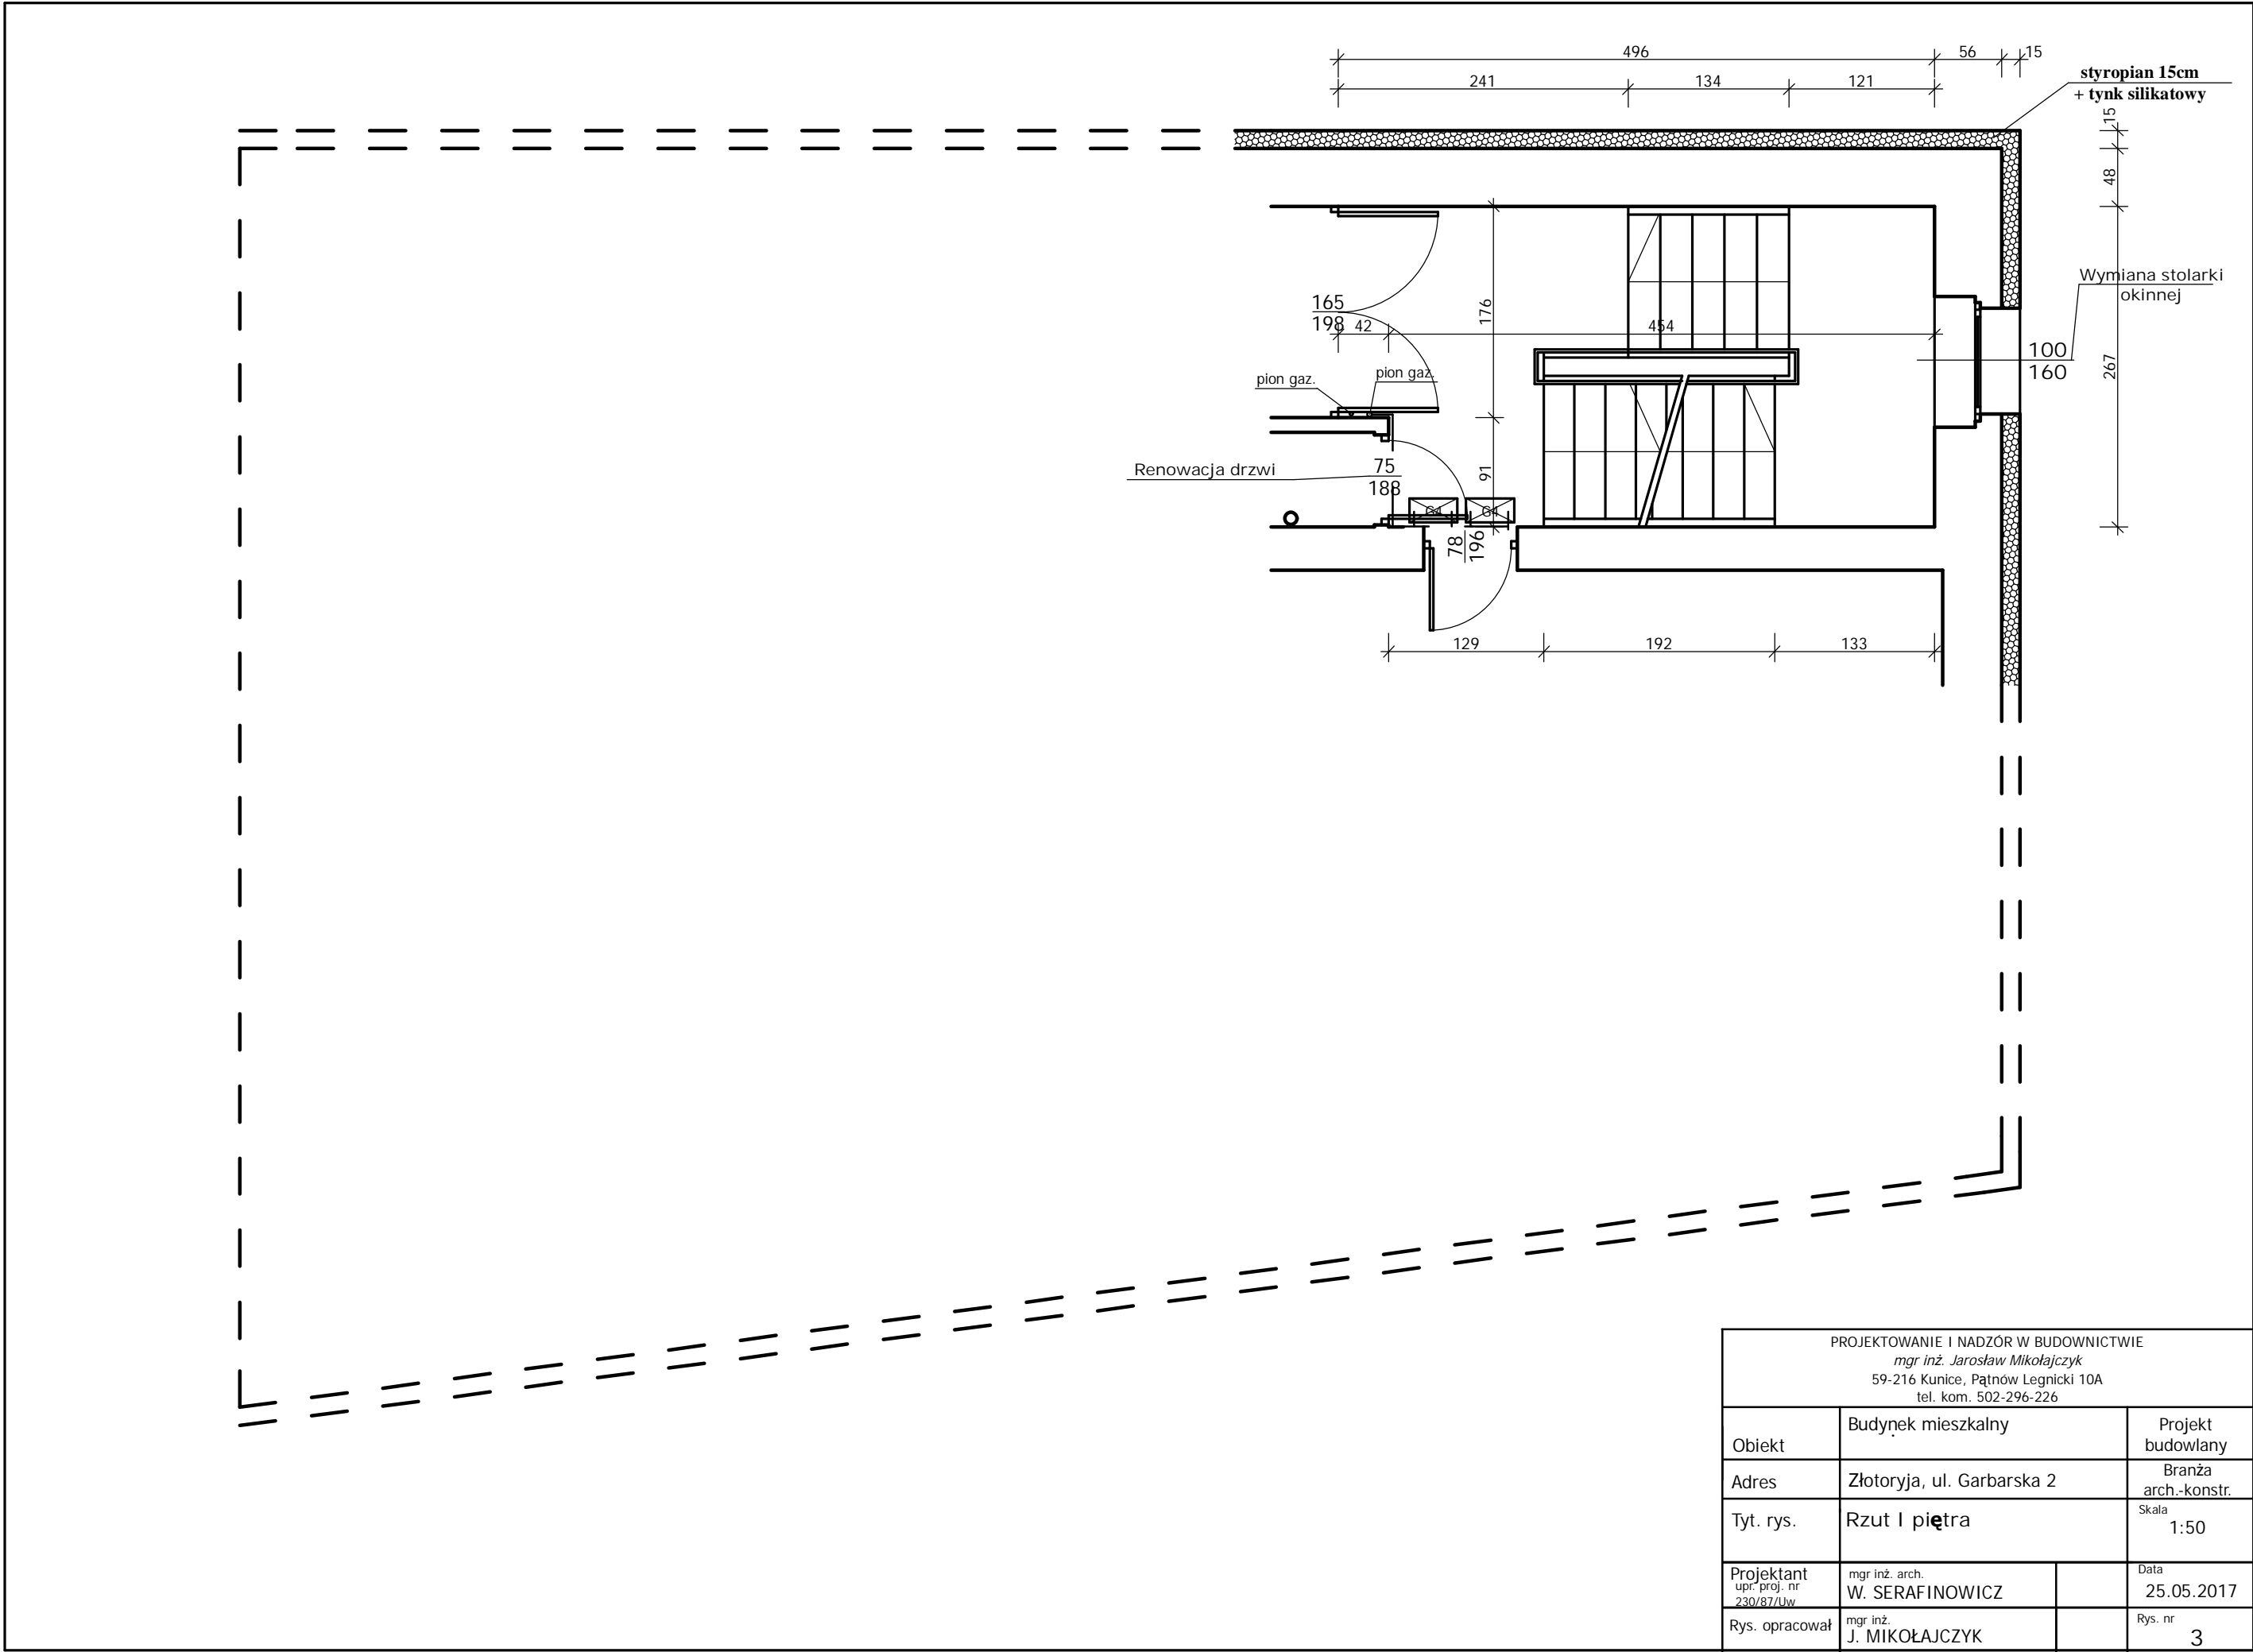 496
56
15
241
134
121
styropian 15cm
+ tynk silikatowy
15
48
267
Wymiana stolarki
okinnej
100
160
165
198
42
454
176
91
pion gaz.
pion gaz.
Renowacja drzwi
75
188
G4
G4
78
196
129
192
133
PROJEKTOWANIE I NADZÓR W BUDOWNICTWIE
mgr inż. Jarosław Mikołajczyk
59-216 Kunice, Pątnów Legnicki 10A
tel. kom. 502-296-226
Obiekt
Budynek mieszkalny
Projekt
budowlany
Adres
Złotoryja, ul. Garbarska 2
Branża
arch.-konstr.
Tyt. rys.
Rzut I piętra
Skala
1:50
Projektant
upr. proj. nr
230/87/Uw
mgr inż. arch.
W. SERAFINOWICZ
Data
25.05.2017
Rys. opracował
mgr inż.
J. MIKOŁAJCZYK
Rys. nr
3